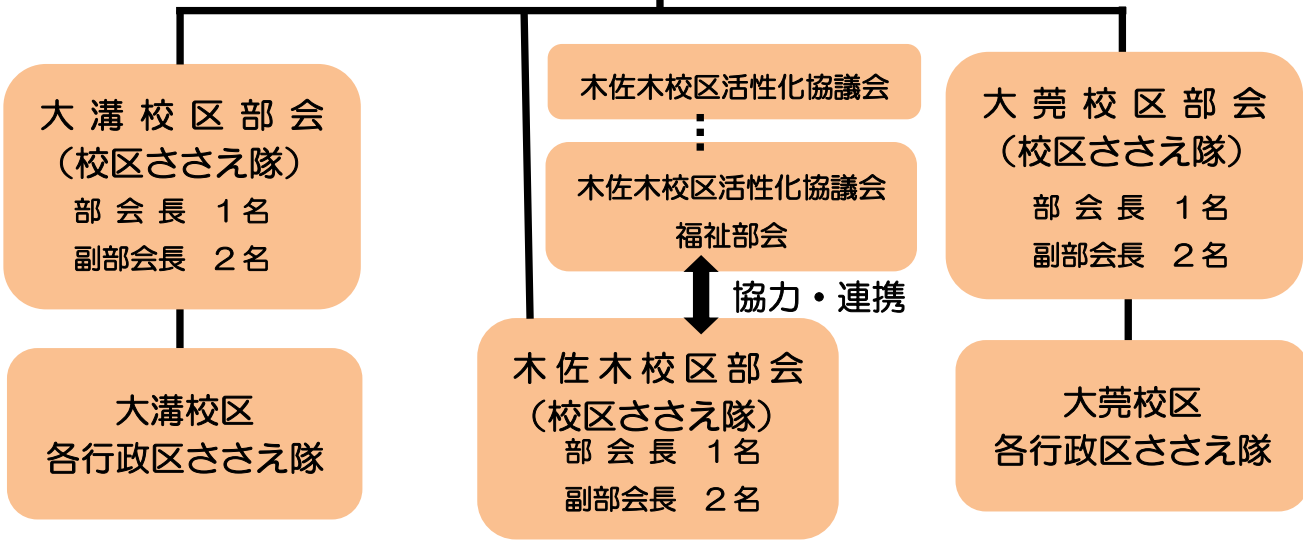 大溝校区部会
（校区ささえ隊）
部会長　１名
副部会長　２名
大溝校区
各行政区ささえ隊
木佐木校区活性化協議会
木佐木校区活性化協議会
福祉部会
協力・連携
木佐木校区部会
（校区ささえ隊）
部会長　１名
副部会長　２名
大莞校区部会
（校区ささえ隊）
部会長　１名
副部会長　２名
大莞校区
各行政区ささえ隊